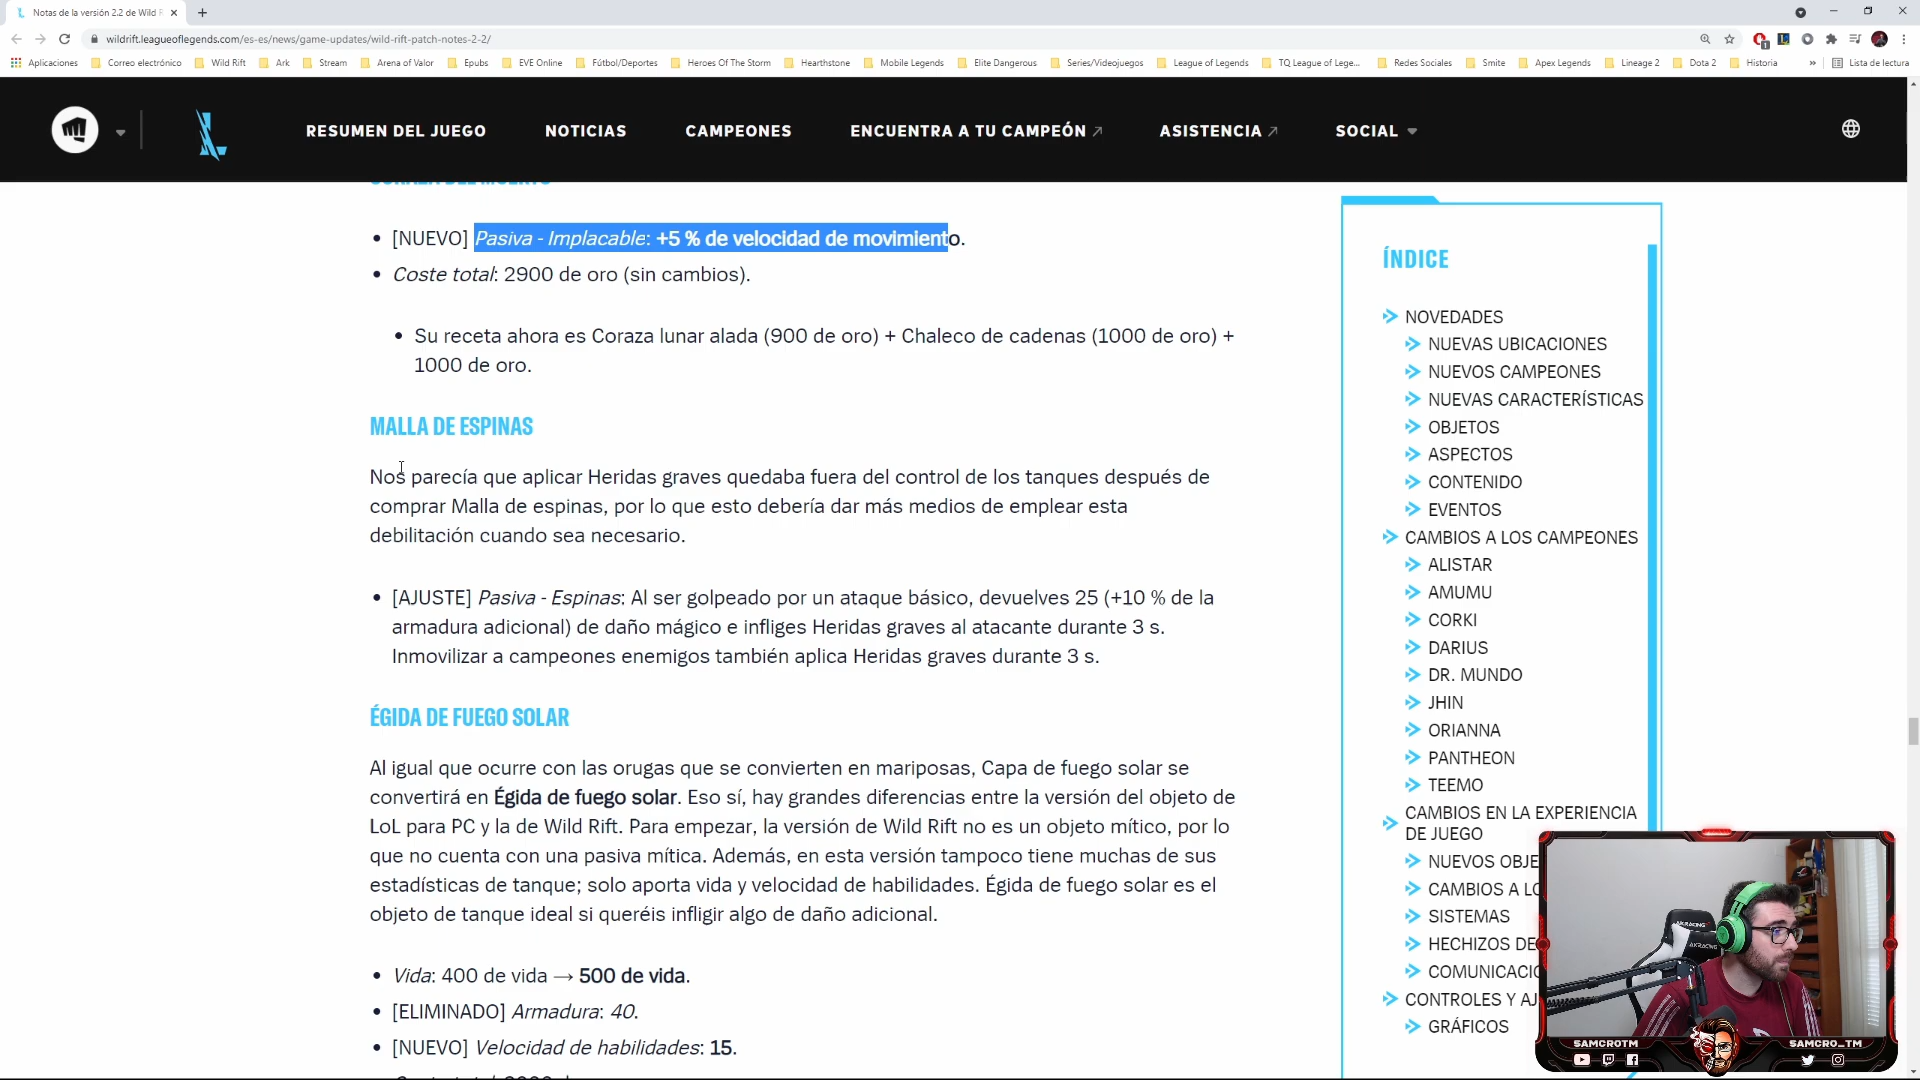 Notas de la versión 2.2 de Wild R
wildrift.leagueoflegends.com/es-es/news/game-updates/wild-rift-patch-notes-2-2/
Aplicaciones Correo electrónico Wild Rift Ark Stream Arena of Valor Epubs EVE Online Fútbol/Deportes Heroes Of The Storm Hearthstone Mobile Legends Elite Dangerous Series/Videojuegos League of Legends TQ League of Lege... Redes Sociales Smite Apex Legends Lineage 2 Dota 2 Historia » Lista de lectura
RESUMEN DEL JUEGO NOTICIAS CAMPEONES ENCUENTRA A TU CAMPEÓN ASISTENCIA SOCIAL
• [NUEVO] Pasiva - Implacable: +5 % de velocidad de movimiento.
• Coste total: 2900 de oro (sin cambios).
• Su receta ahora es Coraza lunar alada (900 de oro) + Chaleco de cadenas (1000 de oro) +
1000 de oro.
MALLA DE ESPINAS
Nos parecía que aplicar Heridas graves quedaba fuera del control de los tanques después de
comprar Malla de espinas, por lo que esto debería dar más medios de emplear esta
debilitación cuando sea necesario.
• [AJUSTE] Pasiva - Espinas: Al ser golpeado por un ataque básico, devuelves 25 (+10 % de la
armadura adicional) de daño mágico e infliges Heridas graves al atacante durante 3 s.
Inmovilizar a campeones enemigos también aplica Heridas graves durante 3 s.
ÉGIDA DE FUEGO SOLAR
Al igual que ocurre con las orugas que se convierten en mariposas, Capa de fuego solar se
convertirá en Égida de fuego solar. Eso sí, hay grandes diferencias entre la versión del objeto de
LoL para PC y la de Wild Rift. Para empezar, la versión de Wild Rift no es un objeto mítico, por lo
que no cuenta con una pasiva mítica. Además, en esta versión tampoco tiene muchas de sus
estadísticas de tanque; solo aporta vida y velocidad de habilidades. Égida de fuego solar es el
objeto de tanque ideal si queréis infligir algo de daño adicional.
• Vida: 400 de vida → 500 de vida.
• [ELIMINADO] Armadura: 40.
• [NUEVO] Velocidad de habilidades: 15.
ÍNDICE
NOVEDADES
NUEVAS UBICACIONES
NUEVOS CAMPEONES
NUEVAS CARACTERÍSTICAS
OBJETOS
ASPECTOS
CONTENIDO
EVENTOS
CAMBIOS A LOS CAMPEONES
ALISTAR
AMUMU
CORKI
DARIUS
DR. MUNDO
JHIN
ORIANNA
PANTHEON
TEEMO
CAMBIOS EN LA EXPERIENCIA
DE JUEGO
NUEVOS OBJE
CAMBIOS A LO
SISTEMAS
HECHIZOS DE
COMUNICACIO
CONTROLES Y AJ
GRÁFICOS
AKRACING
AKRACING
SAMCROTM SAMCRO_TM